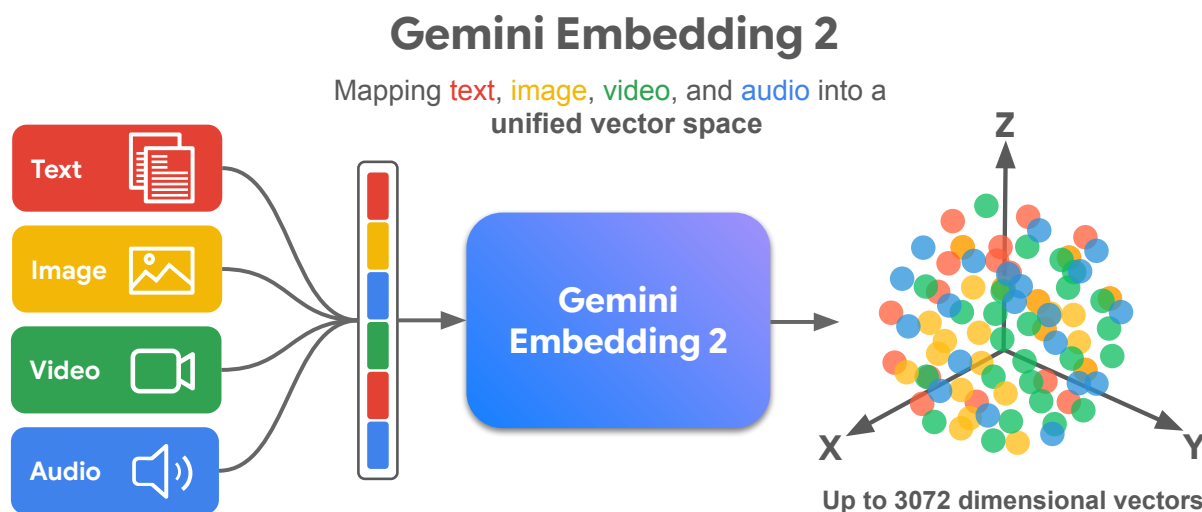 Gemini Embedding 2
Mapping text, image, video, and audio into a
unified vector space
Text
Image
Video
Audio
Gemini
Embedding 2
Z
X
Y
Up to 3072 dimensional vectors